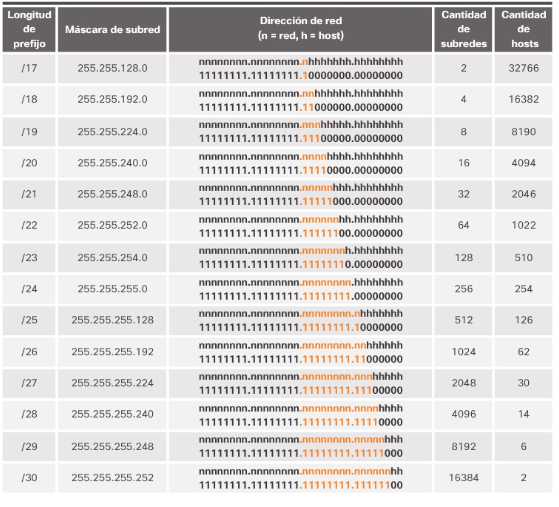 Longitud de prefijo Máscara de subred Dirección de red (n = red, h = host) Cantidad de subredes Cantidad de hosts
/17 255.255.128.0 nnnnnnnn.nnnnnnnn.nhhhhhhh.hhhhhhhh 2 32766
11111111.11111111.10000000.00000000
/18 255.255.192.0 nnnnnnnn.nnnnnnnn.nnhhhhhh.hhhhhhhh 4 16382
11111111.11111111.11000000.00000000
/19 255.255.224.0 nnnnnnnn.nnnnnnnn.nnnhhhhh.hhhhhhhh 8 8190
11111111.11111111.11100000.00000000
/20 255.255.240.0 nnnnnnnn.nnnnnnnn.nnnnhhhh.hhhhhhhh 16 4094
11111111.11111111.11110000.00000000
/21 255.255.248.0 nnnnnnnn.nnnnnnnn.nnnnnhhh.hhhhhhhh 32 2046
11111111.11111111.11111000.00000000
/22 255.255.252.0 nnnnnnnn.nnnnnnnn.nnnnnnhh.hhhhhhhh 64 1022
11111111.11111111.11111100.00000000
/23 255.255.254.0 nnnnnnnn.nnnnnnnn.nnnnnnnh.hhhhhhhh 128 510
11111111.11111111.11111110.00000000
/24 255.255.255.0 nnnnnnnn.nnnnnnnn.nnnnnnnn.hhhhhhhh 256 254
11111111.11111111.11111111.00000000
/25 255.255.255.128 nnnnnnnn.nnnnnnnn.nnnnnnnn.nhhhhhhh 512 126
11111111.11111111.11111111.10000000
/26 255.255.255.192 nnnnnnnn.nnnnnnnn.nnnnnnnn.nnhhhhhh 1024 62
11111111.11111111.11111111.11000000
/27 255.255.255.224 nnnnnnnn.nnnnnnnn.nnnnnnnn.nnnhhhhh 2048 30
11111111.11111111.11111111.11100000
/28 255.255.255.240 nnnnnnnn.nnnnnnnn.nnnnnnnn.nnnnhhhh 4096 14
11111111.11111111.11111111.11110000
/29 255.255.255.248 nnnnnnnn.nnnnnnnn.nnnnnnnn.nnnnnhhh 8192 6
11111111.11111111.11111111.11111000
/30 255.255.255.252 nnnnnnnn.nnnnnnnn.nnnnnnnn.nnnnnnhh 16384 2
11111111.11111111.11111111.11111100